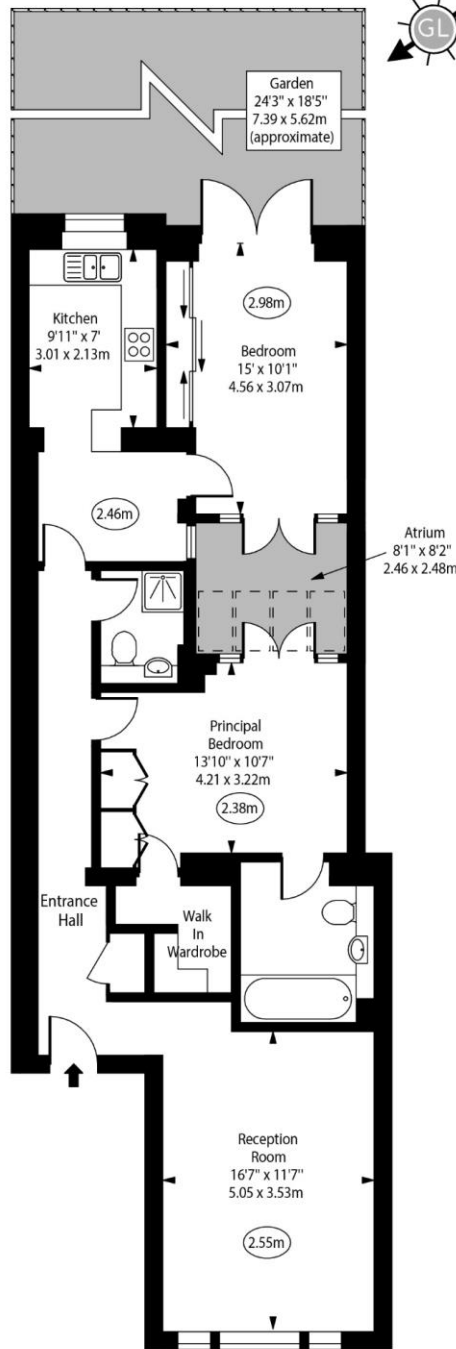 GL
Garden
24'3" x 18'5"
7.39 x 5.62m
(approximate)
Kitchen
9'11" x 7'
3.01 x 2.13m
2.98m
Bedroom
15' x 10'1"
4.56 x 3.07m
2.46m
Atrium
8'1" x 8'2"
2.46 x 2.48m
Principal
Bedroom
13'10" x 10'7"
4.21 x 3.22m
2.38m
Entrance
Hall
Walk
In
Wardrobe
Reception
Room
16'7" x 11'7"
5.05 x 3.53m
2.55m